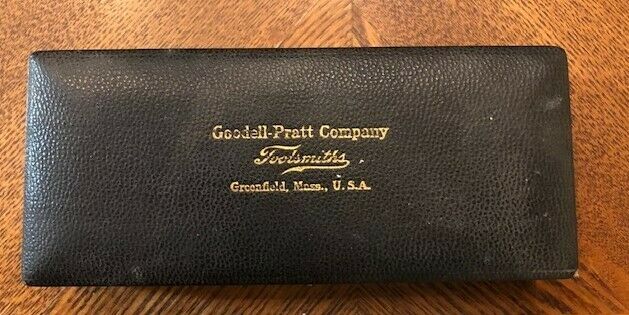 Goodell-Pratt Company
Toolsmiths
Greenfield, Mass., U.S.A.